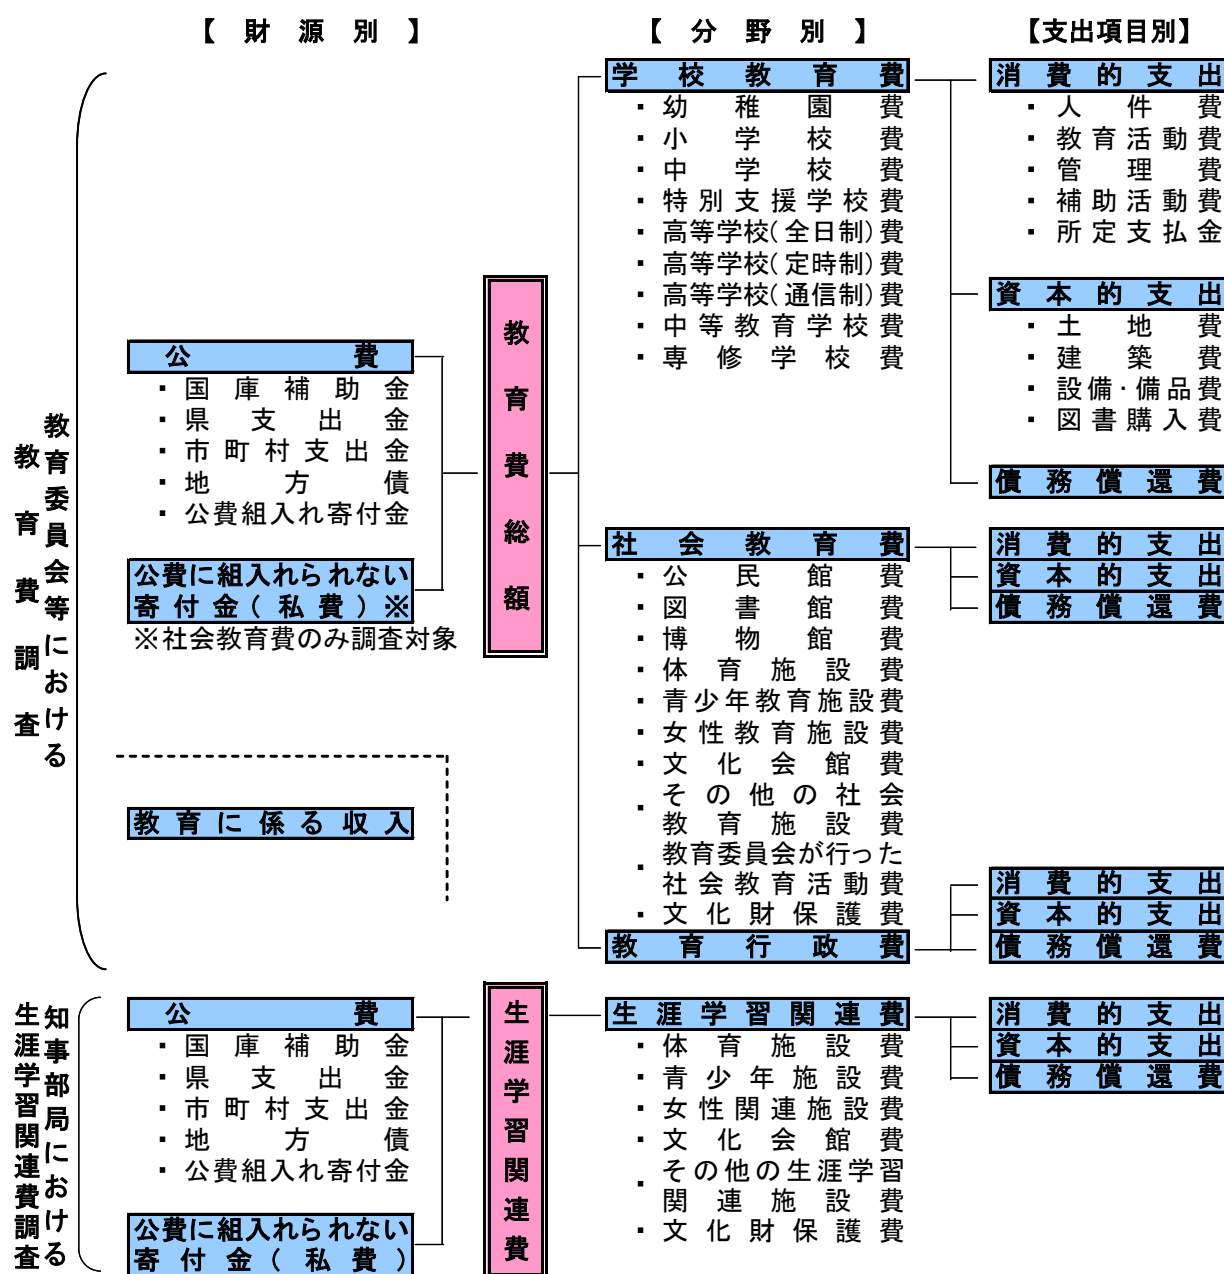 【 財 源 別 】
【 分 野 別 】
【支出項目別】
教育委員会等における
教育費調査
公費
・国庫補助金
・県支出金
・市町村支出金
・地方債
・公費組入れ寄付金
公費に組入れられない
寄付金(私費)※
※社会教育費のみ調査対象
教育に係る収入
教育費総額
学校教育費
・幼稚園費
・小学校費
・中学校費
・特別支援学校費
・高等学校(全日制)費
・高等学校(定時制)費
・高等学校(通信制)費
・中等教育学校費
・専修学校費
消費的支出
・人件費
・教育活動費
・管理費
・補助活動費
・所定支払金
資本的支出
・土地費
・建築費
・設備・備品費
・図書購入費
債務償還費
社会教育費
・公民館費
・図書館費
・博物館費
・体育施設費
・青少年教育施設費
・女性教育施設費
・文化会館費
・その他の社会
教育施設費
・教育委員会が行った
社会教育活動費
・文化財保護費
消費的支出
資本的支出
債務償還費
教育行政費
消費的支出
資本的支出
債務償還費
知事部局における
生涯学習関連費調査
公費
・国庫補助金
・県支出金
・市町村支出金
・地方債
・公費組入れ寄付金
公費に組入れられない
寄付金(私費)
生涯学習関連費
生涯学習関連費
・体育施設費
・青少年施設費
・女性関連施設費
・文化会館費
・その他の生涯学習
関連施設費
・文化財保護費
消費的支出
資本的支出
債務償還費